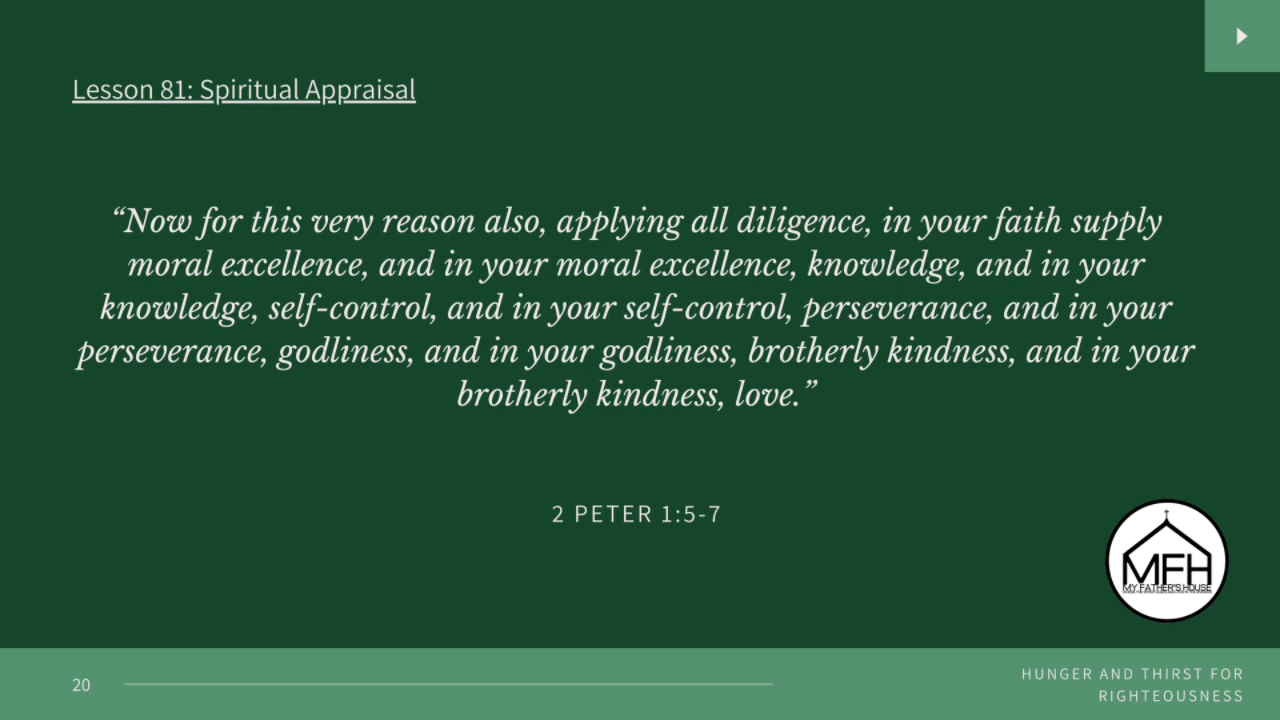 Lesson 81: Spiritual Appraisal
“Now for this very reason also, applying all diligence, in your faith supply
moral excellence, and in your moral excellence, knowledge, and in your
knowledge, self-control, and in your self-control, perseverance, and in your
perseverance, godliness, and in your godliness, brotherly kindness, and in your
brotherly kindness, love.”
2 PETER 1:5-7
MFH
MY FATHER'S HOUSE
20
HUNGER AND THIRST FOR
RIGHTEOUSNESS